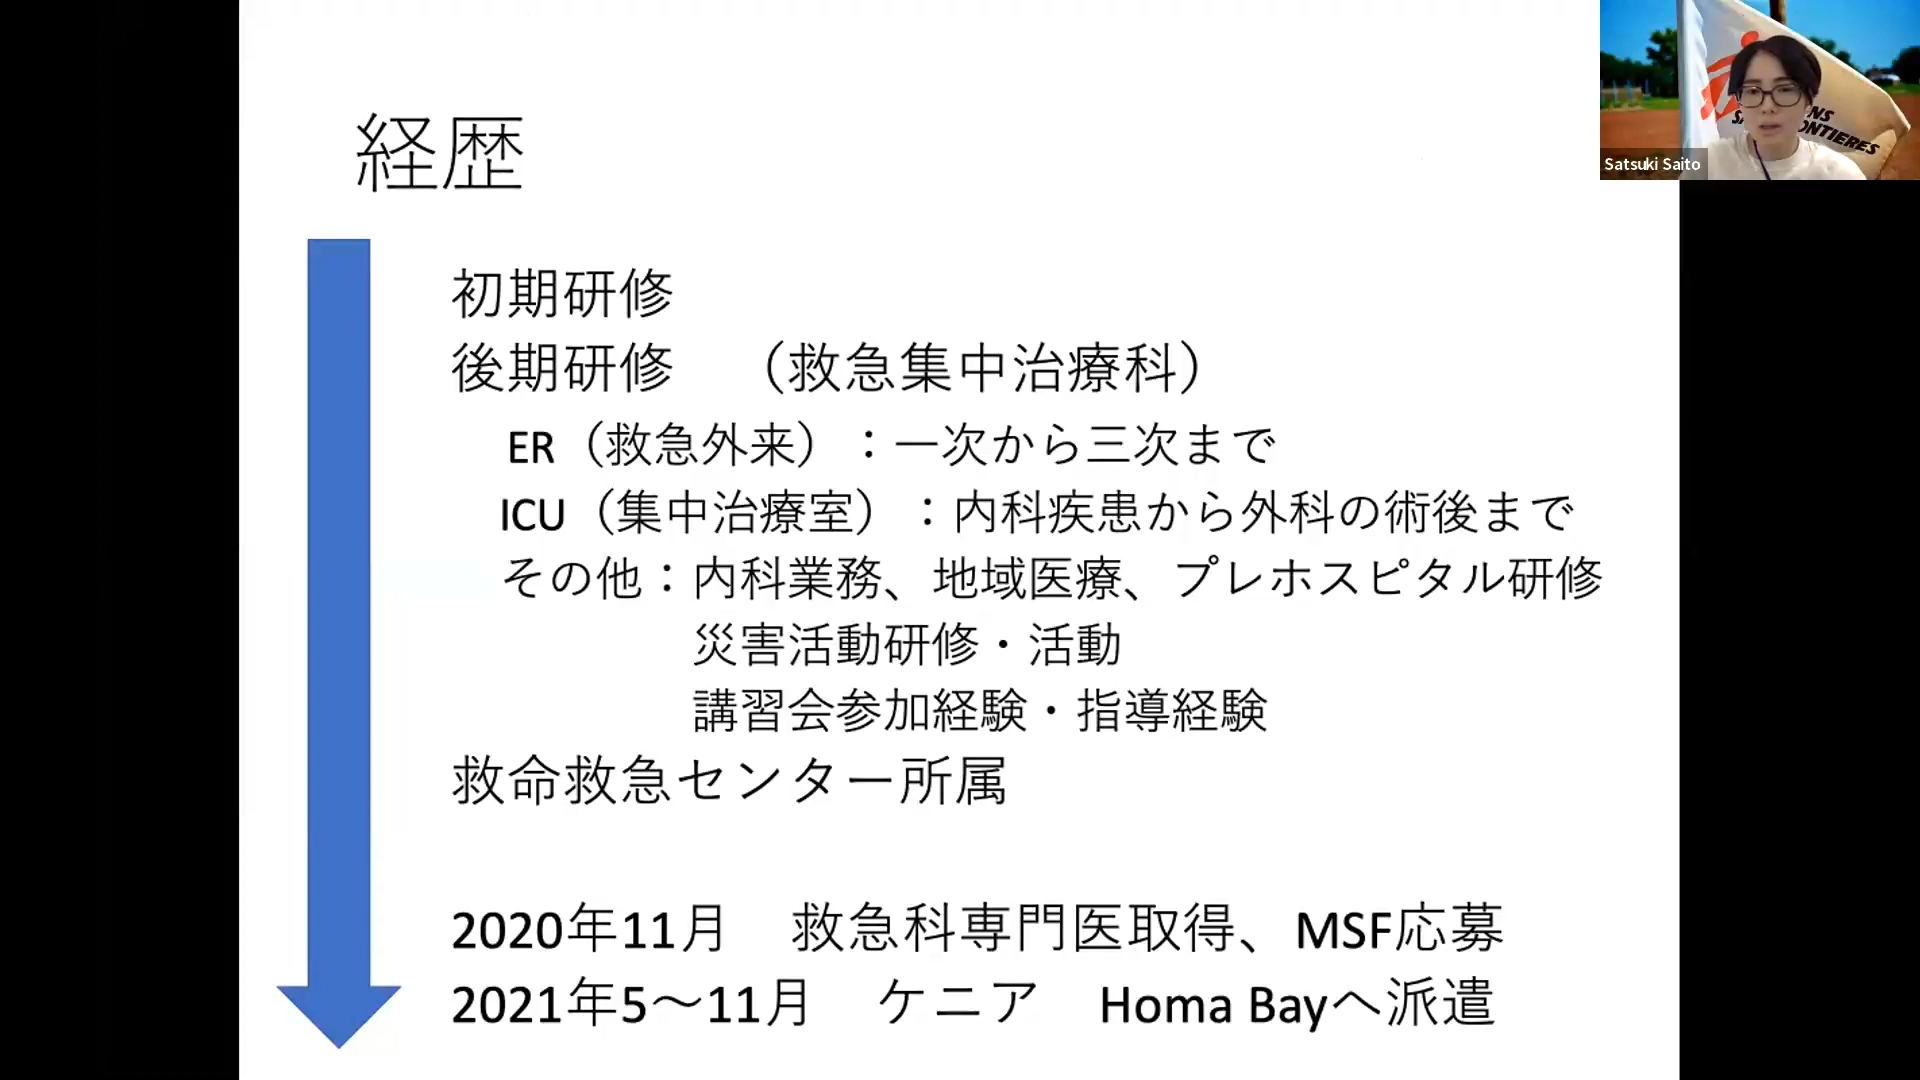 経歴
初期研修
後期研修 （救急集中治療科）
ER（救急外来）：一次から三次まで
ICU（集中治療室）：内科疾患から外科の術後まで
その他：内科業務、地域医療、プレホスピタル研修
災害活動研修・活動
講習会参加経験・指導経験
救命救急センター所属
2020年11月 救急科専門医取得、MSF応募
2021年5～11月 ケニア Homa Bayへ派遣
Satsuki Saito